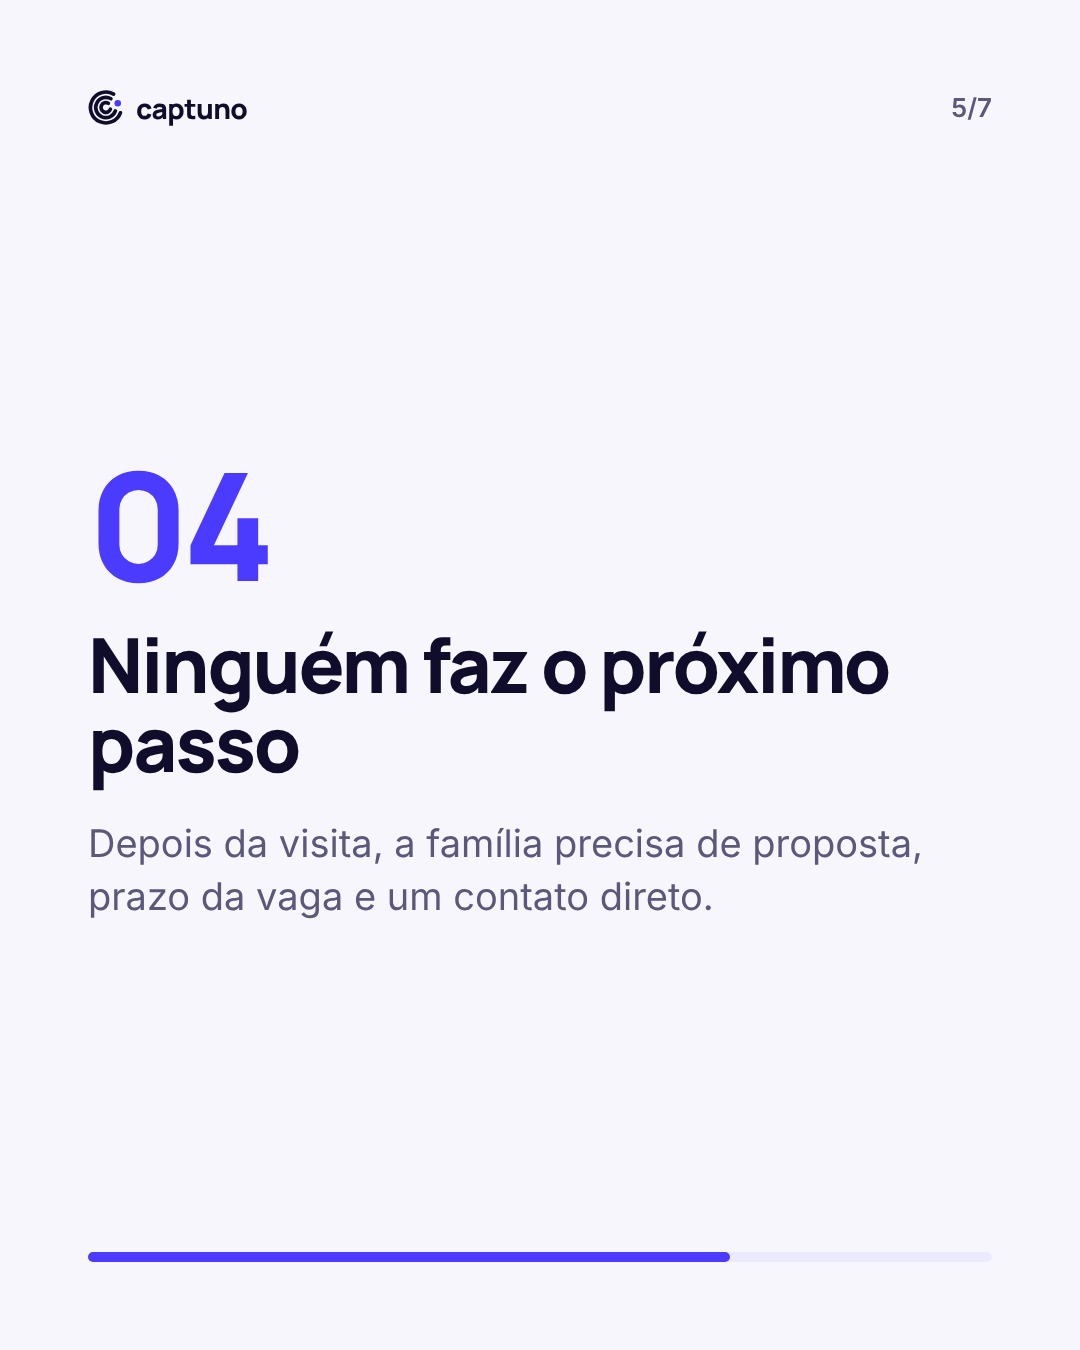 captuno
5/7
04
Ninguém faz o próximo
passo
Depois da visita, a família precisa de proposta,
prazo da vaga e um contato direto.